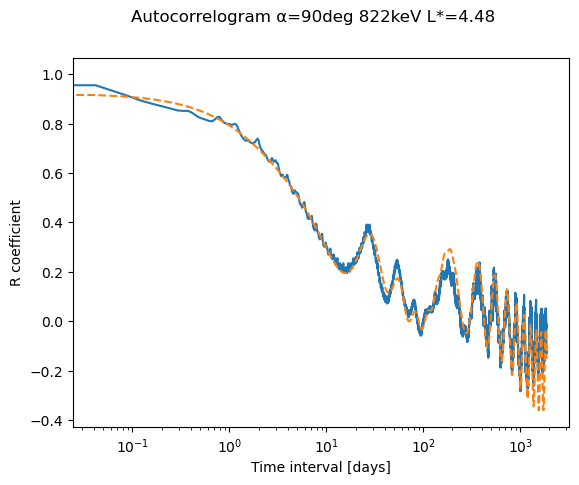 Autocorrelogram α=90deg 822keV L*=4.48
1.0
0.8
0.6
0.4
0.2
0.0
−0.2
−0.4
R coefficient
10⁻¹ 10⁰ 10¹ 10² 10³
Time interval [days]